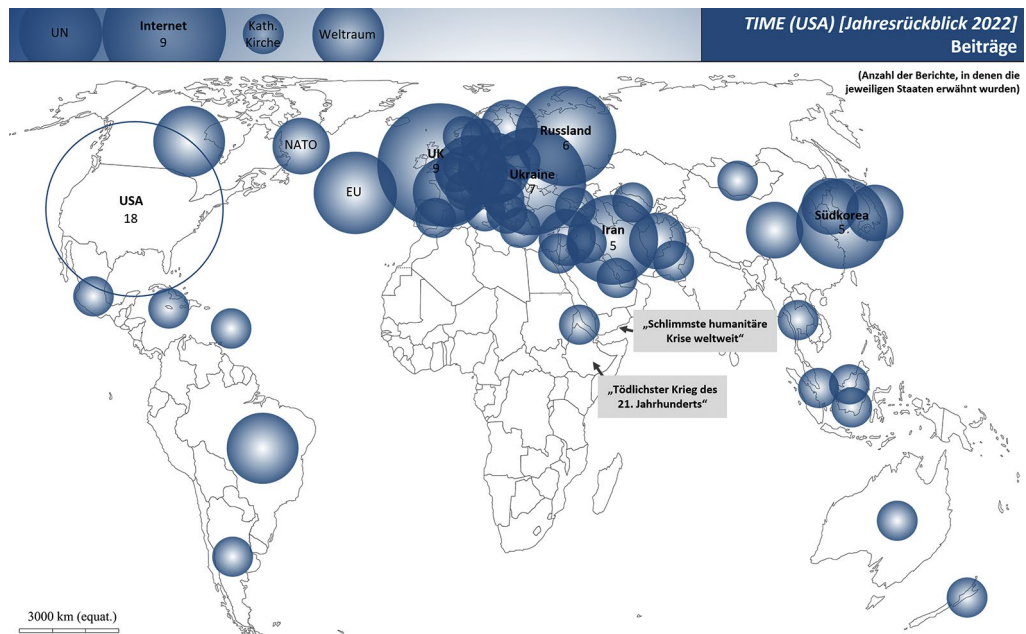 UN
Internet
9
Kath.
Kirche
Weltraum
TIME (USA) [Jahresrückblick 2022]
Beiträge
(Anzahl der Berichte, in denen die
jeweiligen Staaten erwähnt wurden)
NATO
EU
UK
9
Russland
6
Ukraine
7
USA
18
Iran
5
Südkorea
5
„Schlimmste humanitäre
Krise weltweit“
„Tödlichster Krieg des
21. Jahrhunderts“
3000 km (equat.)